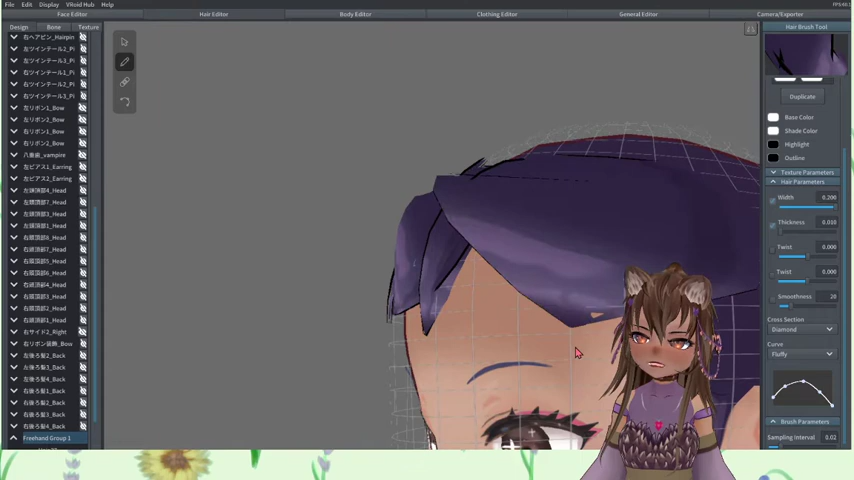 File Edit Display VRoid Hub Help
FPS
Face Editor Hair Editor Body Editor Clothing Editor General Editor Camera/Exporter
Design Bone Texture
Hair Brush Tool
右ヘアピン_Hairpin
左ツインテール2_Pi
左ツインテール3_Pi
右ツインテール1_Pi
右ツインテール2_Pi
右ツインテール3_Pi
左リボン1_Bow
左リボン2_Bow
右リボン1_Bow
右リボン2_Bow
八重歯_vampire
左ピアス1_Earring
左ピアス2_Earring
左頭頂部4_Head
左頭頂部7_Head
左頭頂部3_Head
右頭頂部1_Head
右頭頂部8_Head
右頭頂部7_Head
右頭頂部5_Head
右頭頂部6_Head
右頭頂部4_Head
右頭頂部3_Head
右頭頂部2_Head
右頭頂部1_Head
右サイド2_Right
右リボン装飾_Bow
左後ろ髪2_Back
左後ろ髪3_Back
左後ろ髪4_Back
右後ろ髪1_Back
右後ろ髪2_Back
右後ろ髪3_Back
右後ろ髪4_Back
Freehand Group 1
Duplicate
Base Color
Shade Color
Highlight
Outline
Texture Parameters
Hair Parameters
Width 0.200
Thickness 0.010
Twist 0.000
Twist 0.000
Smoothness 20
Cross Section
Diamond
Curve
Fluffy
Brush Parameters
Sampling Interval 0.02